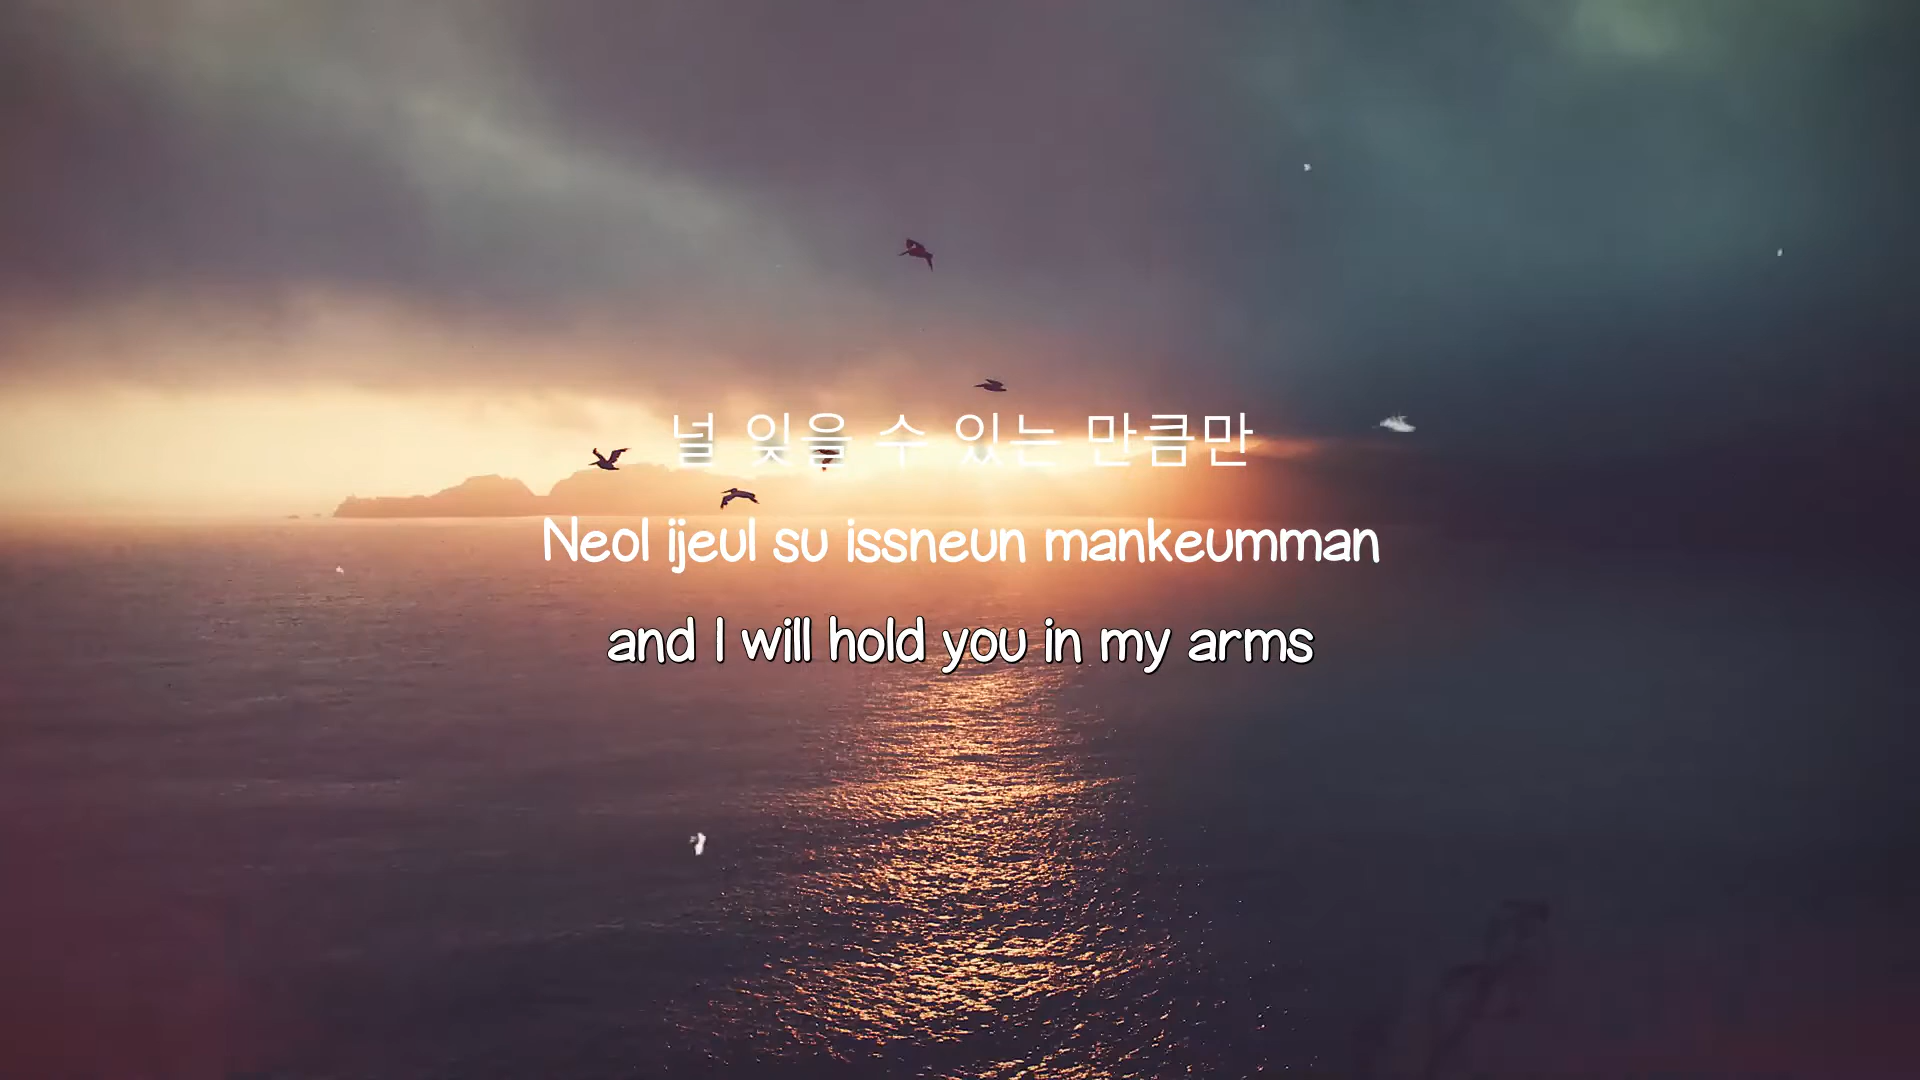 널 잊을 수 있는 만큼만
Neol ijeul su issneun mankeumman
and I will hold you in my arms